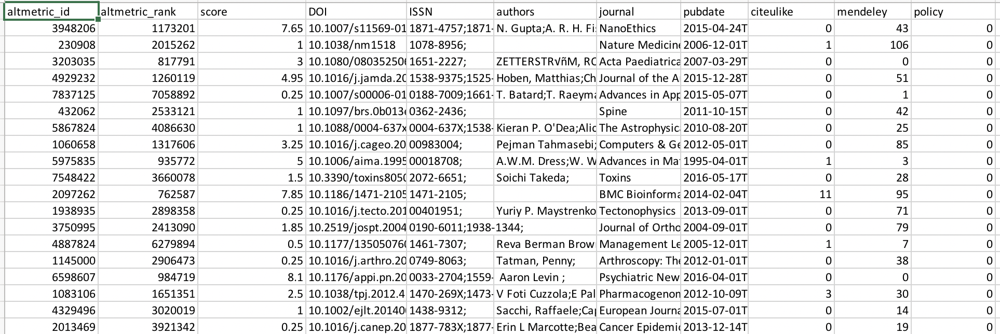 altmetric_id altmetric_rank score DOI ISSN authors journal pubdate citeulike mendeley policy
3948206 1173201 7.65 10.1007/s11569-01 1871-4757;1871- N. Gupta;A. R. H. Fi NanoEthics 2015-04-24T 0 43 0
230908 2015262 1 10.1038/nm1518 1078-8956; Nature Medicine 2006-12-01T 1 106 0
3203035 817791 3 10.1080/080352506 1651-2227; ZETTERSTR√ñM, RO Acta Paediatrica 2007-03-29T 0 0 0
4929232 1260119 4.95 10.1016/j.jamda.20 1538-9375;1525- Hoben, Matthias;Ch Journal of the A 2015-12-28T 0 51 0
7837125 7058892 0.25 10.1007/s00006-01 0188-7009;1661- T. Batard;T. Raeyma Advances in App 2015-05-07T 0 1 0
432062 2533121 1 10.1097/brs.0b013e 0362-2436; Spine 2011-10-15T 0 42 0
5867824 4086630 1 10.1088/0004-637x 0004-637X;1538- Kieran P. O'Dea;Alic The Astrophysica 2010-08-20T 0 25 0
1060658 1317606 3.25 10.1016/j.cageo.20 00983004; Pejman Tahmasebi; Computers & Ge 2012-05-01T 0 85 0
5975835 935772 5 10.1006/aima.1995 00018708; A.W.M. Dress;W. W Advances in Mat 1995-04-01T 1 3 0
7548422 3660078 1.5 10.3390/toxins8050 2072-6651; Soichi Takeda; Toxins 2016-05-17T 0 28 0
2097262 762587 7.85 10.1186/1471-2105 1471-2105; BMC Bioinforma 2014-02-04T 11 95 0
1938935 2898358 0.25 10.1016/j.tecto.201 00401951; Yuriy P. Maystrenko Tectonophysics 2013-09-01T 0 71 0
3750995 2413090 1.85 10.2519/jospt.2004 0190-6011;1938-1344; Journal of Ortho 2004-09-01T 0 79 0
4887824 6279894 0.5 10.1177/135050760 1461-7307; Reva Berman Brow Management Le 2005-12-01T 1 7 0
1145000 2906473 0.25 10.1016/j.arthro.20 0749-8063; Tatman, Penny; Arthroscopy: The 2012-01-01T 0 38 0
6598607 984719 8.1 10.1176/appi.pn.20 0033-2704;1559- Aaron Levin ; Psychiatric New 2016-04-01T 0 0 0
1083106 1651351 2.5 10.1038/tpj.2012.4 1470-269X;1473- V Foti Cuzzola;E Pal Pharmacogenon 2012-10-09T 3 30 0
4329496 3020019 1 10.1002/ejlt.20140 1438-9312; Sacchi, Raffaele;Cap European Journa 2015-07-01T 0 14 0
2013469 3921342 0.25 10.1016/j.canep.20 1877-783X;1877- Erin L Marcotte;Bea Cancer Epidemic 2013-12-14T 0 19 0